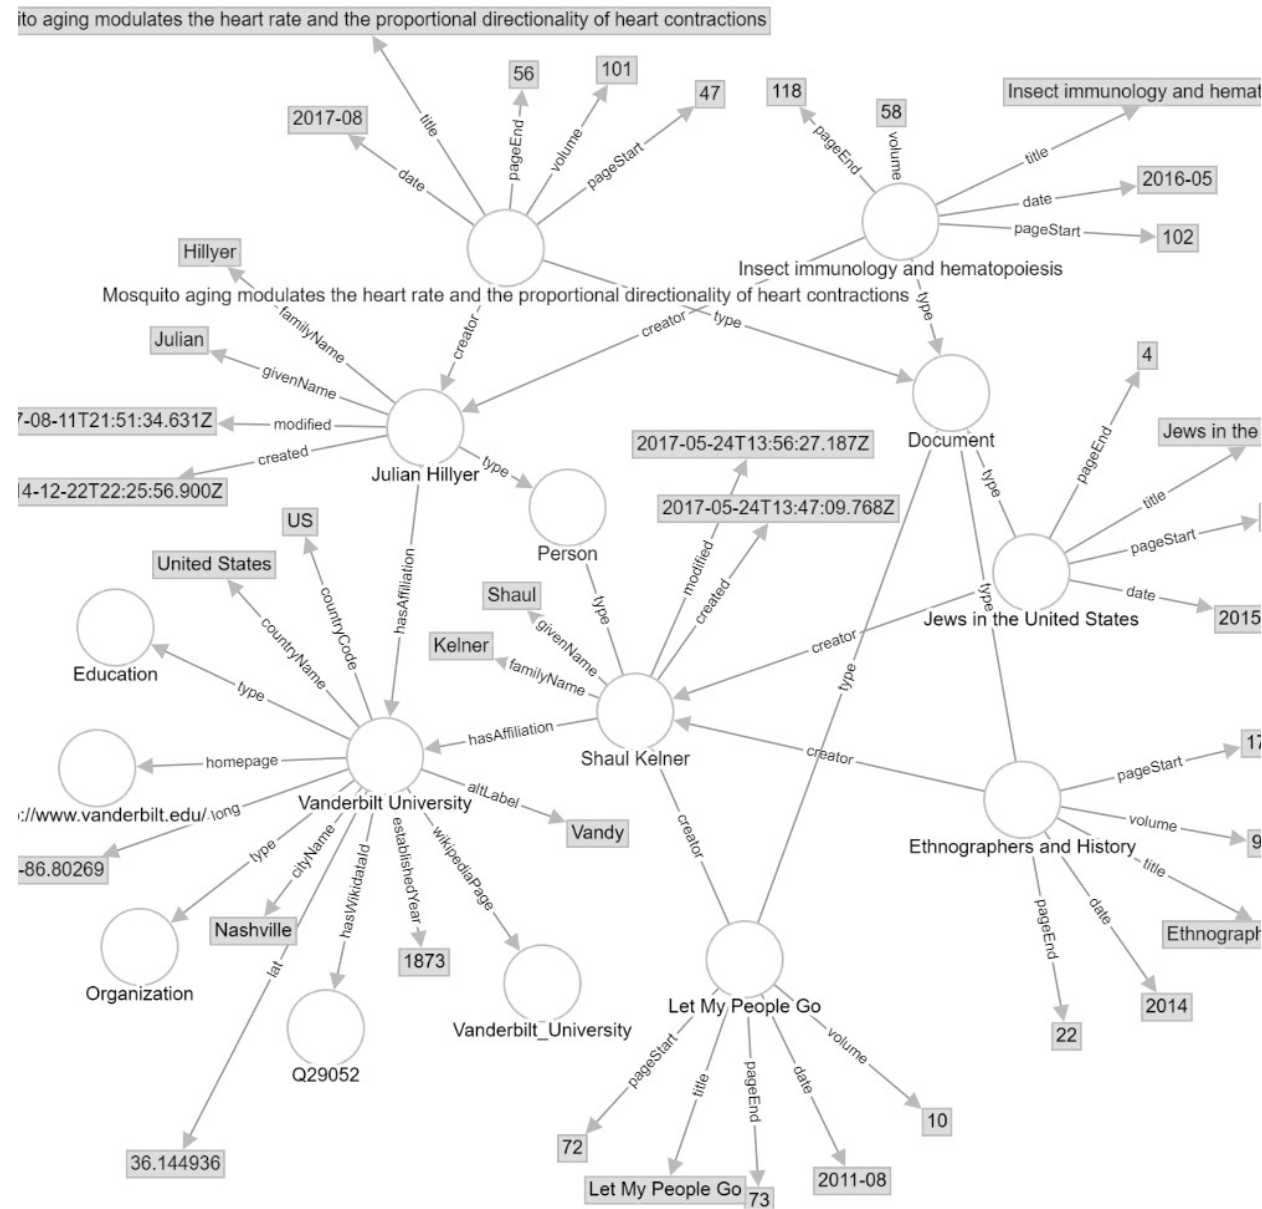 ito aging modulates the heart rate and the proportional directionality of heart contractions
56
101
47
118
58
Insect immunology and hemat
2017-08
title
date
pageEnd
volume
pageStart
pageEnd
volume
title
date
pageStart
2016-05
102
Hillyer
Insect immunology and hematopoiesis
Mosquito aging modulates the heart rate and the proportional directionality of heart contractions
familyName
creator
creator
type
type
Julian
givenName
4
7-08-11T21:51:34.631Z
modified
created
Julian Hillyer
type
2017-05-24T13:56:27.187Z
Document
type
pageEnd
Jews in the
14-12-22T22:25:56.900Z
2017-05-24T13:47:09.768Z
title
US
Person
pageStart
United States
hasAffiliation
modified
created
type
Shaul
givenName
type
date
2015
Jews in the United States
countryCode
countryName
Education
type
Kelner
familyName
creator
type
homepage
hasAffiliation
Shaul Kelner
creator
17
pageStart
://www.vanderbilt.edu/
long
Vanderbilt University
altLabel
Vandy
creator
volume
9
-86.80269
type
cityName
hasWikidataId
establishedYear
wikipediaPage
Ethnographers and History
title
Nashville
1873
pageEnd
date
Ethnograph
Organization
lat
Q29052
Vanderbilt_University
Let My People Go
2014
22
pageStart
title
pageEnd
date
volume
10
72
36.144936
Let My People Go
73
2011-08